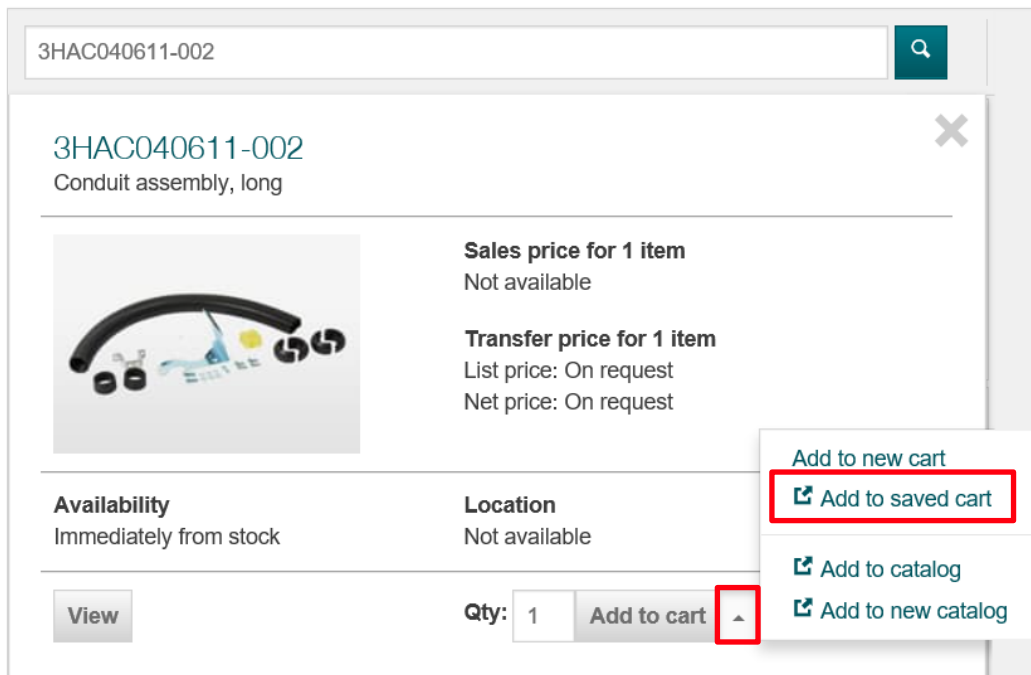 3HAC040611-002
3HAC040611-002
Conduit assembly, long
Sales price for 1 item
Not available
Transfer price for 1 item
List price: On request
Net price: On request
Add to new cart
Add to saved cart
Add to catalog
Add to new catalog
Availability
Immediately from stock
Location
Not available
View
Qty: 1 Add to cart